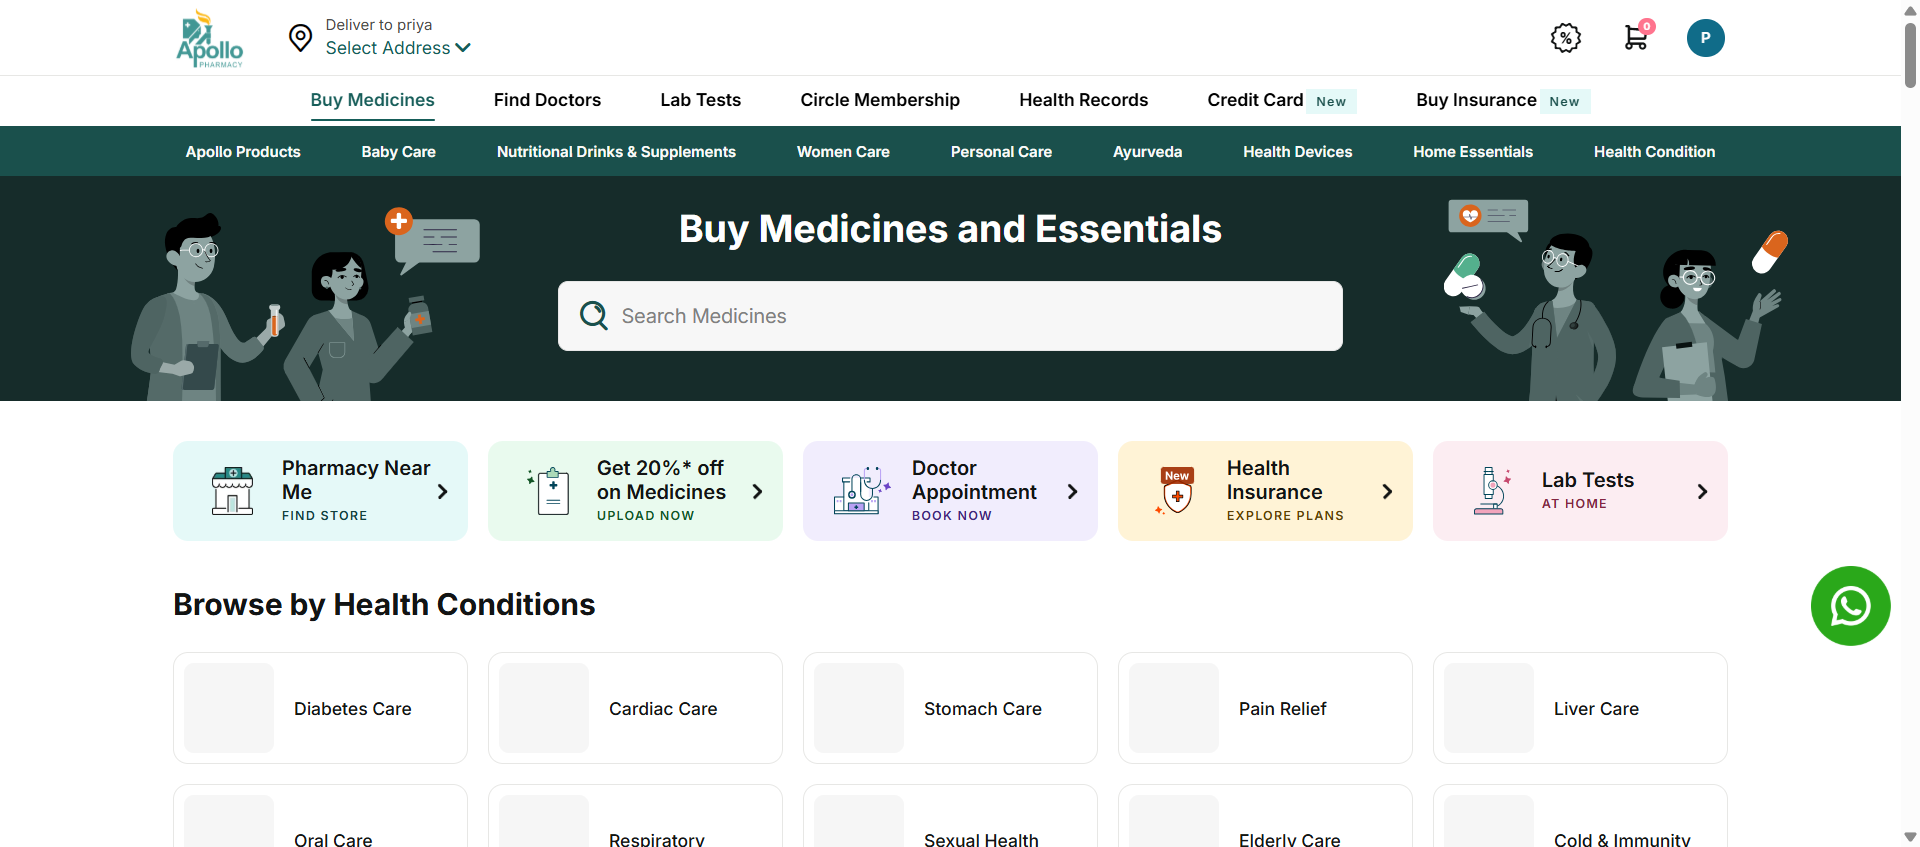 Apollo
PHARMACY
Deliver to priya
Select Address
%
0
P
Buy Medicines
Find Doctors
Lab Tests
Circle Membership
Health Records
Credit Card New
Buy Insurance New
Apollo Products
Baby Care
Nutritional Drinks & Supplements
Women Care
Personal Care
Ayurveda
Health Devices
Home Essentials
Health Condition
Buy Medicines and Essentials
Search Medicines
Pharmacy Near
Me
FIND STORE
Get 20%* off
on Medicines
UPLOAD NOW
Doctor
Appointment
BOOK NOW
New
Health
Insurance
EXPLORE PLANS
Lab Tests
AT HOME
Browse by Health Conditions
Diabetes Care
Cardiac Care
Stomach Care
Pain Relief
Liver Care
Oral Care
Respiratory
Sexual Health
Elderly Care
Cold & Immunity